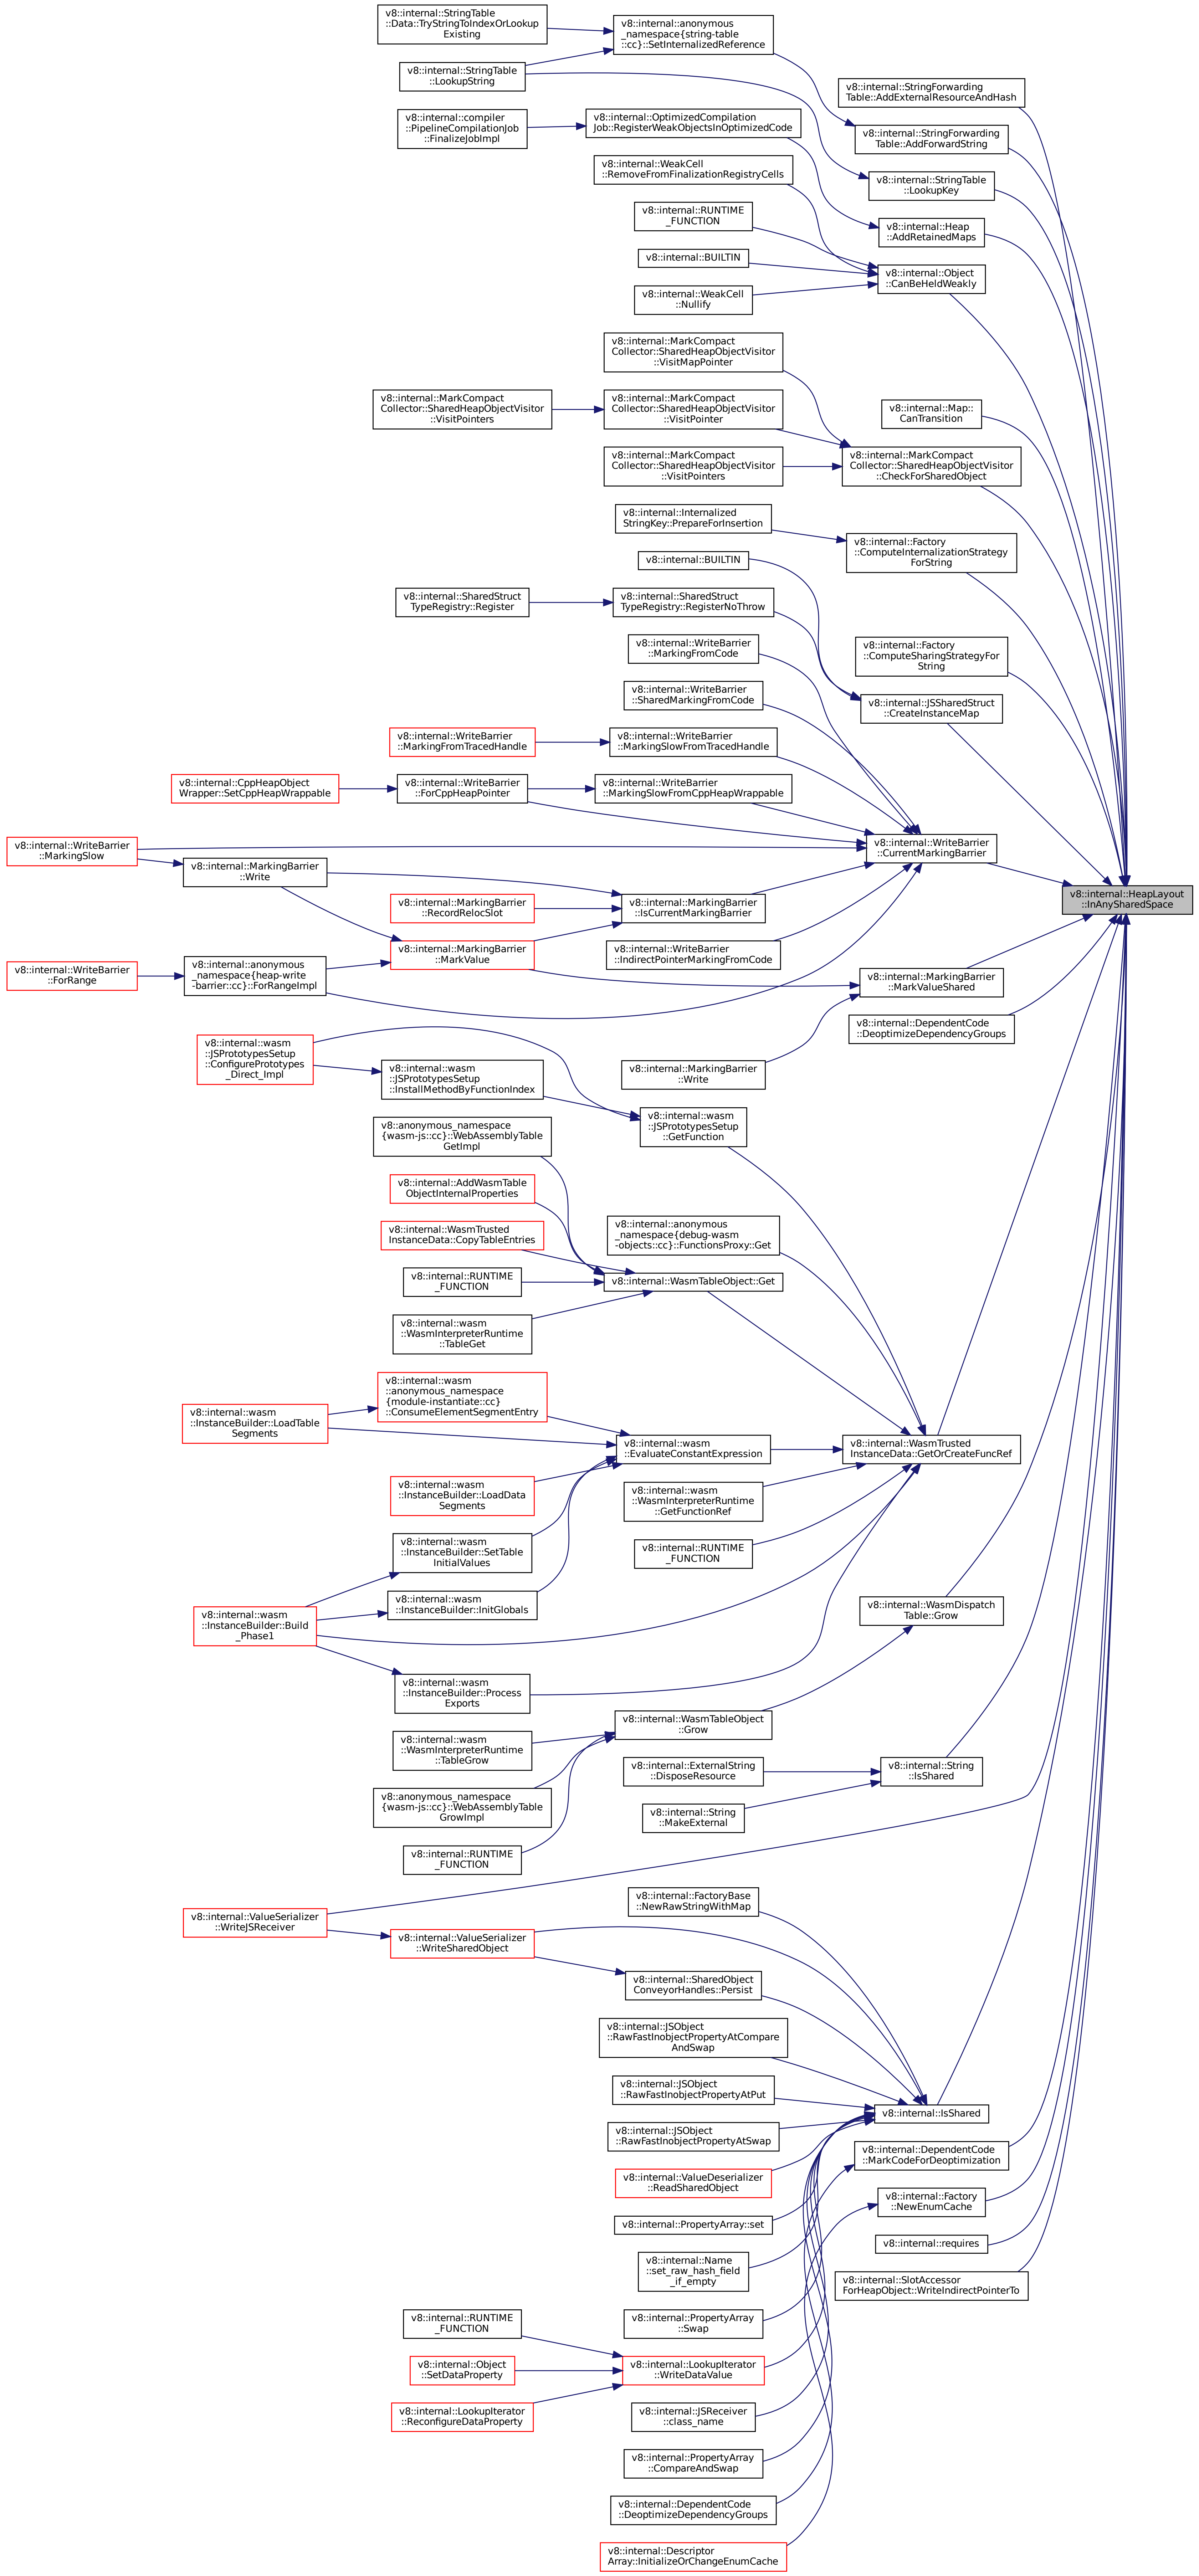 v8::internal::StringTable
::Data::TryStringToIndexOrLookup
Existing
v8::internal::anonymous
_namespace{string-table
::cc}::SetInternalizedReference
v8::internal::StringTable
::LookupString
v8::internal::StringForwarding
Table::AddExternalResourceAndHash
v8::internal::compiler
::PipelineCompilationJob
::FinalizeJobImpl
v8::internal::OptimizedCompilation
Job::RegisterWeakObjectsInOptimizedCode
v8::internal::StringForwarding
Table::AddForwardString
v8::internal::WeakCell
::RemoveFromFinalizationRegistryCells
v8::internal::StringTable
::LookupKey
v8::internal::RUNTIME
_FUNCTION
v8::internal::Heap
::AddRetainedMaps
v8::internal::BUILTIN
v8::internal::Object
::CanBeHeldWeakly
v8::internal::WeakCell
::Nullify
v8::internal::MarkCompact
Collector::SharedHeapObjectVisitor
::VisitMapPointer
v8::internal::MarkCompact
Collector::SharedHeapObjectVisitor
::VisitPointers
v8::internal::MarkCompact
Collector::SharedHeapObjectVisitor
::VisitPointer
v8::internal::Map::
CanTransition
v8::internal::MarkCompact
Collector::SharedHeapObjectVisitor
::VisitPointers
v8::internal::MarkCompact
Collector::SharedHeapObjectVisitor
::CheckForSharedObject
v8::internal::Internalized
StringKey::PrepareForInsertion
v8::internal::Factory
::ComputeInternalizationStrategy
ForString
v8::internal::BUILTIN
v8::internal::SharedStruct
TypeRegistry::Register
v8::internal::SharedStruct
TypeRegistry::RegisterNoThrow
v8::internal::WriteBarrier
::MarkingFromCode
v8::internal::Factory
::ComputeSharingStrategyFor
String
v8::internal::WriteBarrier
::SharedMarkingFromCode
v8::internal::JSSharedStruct
::CreateInstanceMap
v8::internal::WriteBarrier
::MarkingFromTracedHandle
v8::internal::WriteBarrier
::MarkingSlowFromTracedHandle
v8::internal::CppHeapObject
Wrapper::SetCppHeapWrappable
v8::internal::WriteBarrier
::ForCppHeapPointer
v8::internal::WriteBarrier
::MarkingSlowFromCppHeapWrappable
v8::internal::WriteBarrier
::MarkingSlow
v8::internal::WriteBarrier
::CurrentMarkingBarrier
v8::internal::MarkingBarrier
::Write
v8::internal::HeapLayout
::InAnySharedSpace
v8::internal::MarkingBarrier
::RecordRelocSlot
v8::internal::MarkingBarrier
::IsCurrentMarkingBarrier
v8::internal::MarkingBarrier
::MarkValue
v8::internal::WriteBarrier
::IndirectPointerMarkingFromCode
v8::internal::WriteBarrier
::ForRange
v8::internal::anonymous
_namespace{heap-write
-barrier::cc}::ForRangeImpl
v8::internal::MarkingBarrier
::MarkValueShared
v8::internal::DependentCode
::DeoptimizeDependencyGroups
v8::internal::wasm
::JSPrototypesSetup
::ConfigurePrototypes
_Direct_Impl
v8::internal::wasm
::JSPrototypesSetup
::InstallMethodByFunctionIndex
v8::internal::MarkingBarrier
::Write
v8::anonymous_namespace
{wasm-js::cc}::WebAssemblyTable
GetImpl
v8::internal::wasm
::JSPrototypesSetup
::GetFunction
v8::internal::AddWasmTable
ObjectInternalProperties
v8::internal::WasmTrusted
InstanceData::CopyTableEntries
v8::internal::anonymous
_namespace{debug-wasm
-objects::cc}::FunctionsProxy::Get
v8::internal::RUNTIME
_FUNCTION
v8::internal::WasmTableObject::Get
v8::internal::wasm
::WasmInterpreterRuntime
::TableGet
v8::internal::wasm
::anonymous_namespace
{module-instantiate::cc}
::ConsumeElementSegmentEntry
v8::internal::wasm
::InstanceBuilder::LoadTable
Segments
v8::internal::wasm
::EvaluateConstantExpression
v8::internal::WasmTrusted
InstanceData::GetOrCreateFuncRef
v8::internal::wasm
::InstanceBuilder::LoadData
Segments
v8::internal::wasm
::WasmInterpreterRuntime
::GetFunctionRef
v8::internal::wasm
::InstanceBuilder::SetTable
InitialValues
v8::internal::RUNTIME
_FUNCTION
v8::internal::wasm
::InstanceBuilder::InitGlobals
v8::internal::wasm
::InstanceBuilder::Build
_Phase1
v8::internal::WasmDispatch
Table::Grow
v8::internal::wasm
::InstanceBuilder::Process
Exports
v8::internal::WasmTableObject
::Grow
v8::internal::wasm
::WasmInterpreterRuntime
::TableGrow
v8::internal::ExternalString
::DisposeResource
v8::internal::String
::IsShared
v8::anonymous_namespace
{wasm-js::cc}::WebAssemblyTable
GrowImpl
v8::internal::String
::MakeExternal
v8::internal::RUNTIME
_FUNCTION
v8::internal::FactoryBase
::NewRawStringWithMap
v8::internal::ValueSerializer
::WriteJSReceiver
v8::internal::ValueSerializer
::WriteSharedObject
v8::internal::SharedObject
ConveyorHandles::Persist
v8::internal::JSObject
::RawFastInobjectPropertyAtCompare
AndSwap
v8::internal::JSObject
::RawFastInobjectPropertyAtPut
v8::internal::IsShared
v8::internal::JSObject
::RawFastInobjectPropertyAtSwap
v8::internal::DependentCode
::MarkCodeForDeoptimization
v8::internal::ValueDeserializer
::ReadSharedObject
v8::internal::Factory
::NewEnumCache
v8::internal::PropertyArray::set
v8::internal::requires
v8::internal::Name
::set_raw_hash_field
_if_empty
v8::internal::SlotAccessor
ForHeapObject::WriteIndirectPointerTo
v8::internal::RUNTIME
_FUNCTION
v8::internal::PropertyArray
::Swap
v8::internal::Object
::SetDataProperty
v8::internal::LookupIterator
::WriteDataValue
v8::internal::LookupIterator
::ReconfigureDataProperty
v8::internal::JSReceiver
::class_name
v8::internal::PropertyArray
::CompareAndSwap
v8::internal::DependentCode
::DeoptimizeDependencyGroups
v8::internal::Descriptor
Array::InitializeOrChangeEnumCache